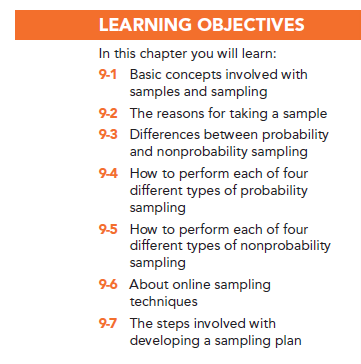 LEARNING OBJECTIVES
In this chapter you will learn:
9-1 Basic concepts involved with
samples and sampling
9-2 The reasons for taking a sample
9-3 Differences between probability
and nonprobability sampling
9-4 How to perform each of four
different types of probability
sampling
9-5 How to perform each of four
different types of nonprobability
sampling
9-6 About online sampling
techniques
9-7 The steps involved with
developing a sampling plan